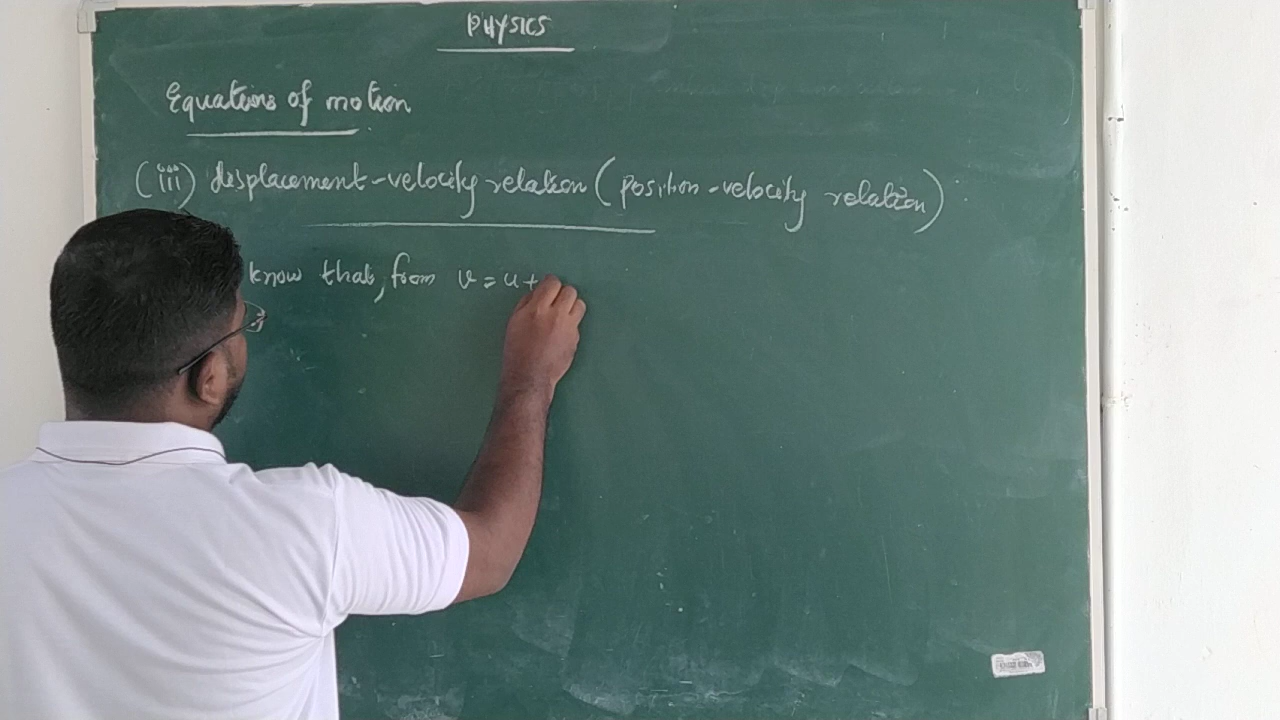 PHYSICS
Equations of motion
(iii) displacement-velocity relation (position-velocity relation)
know that, from v = u +